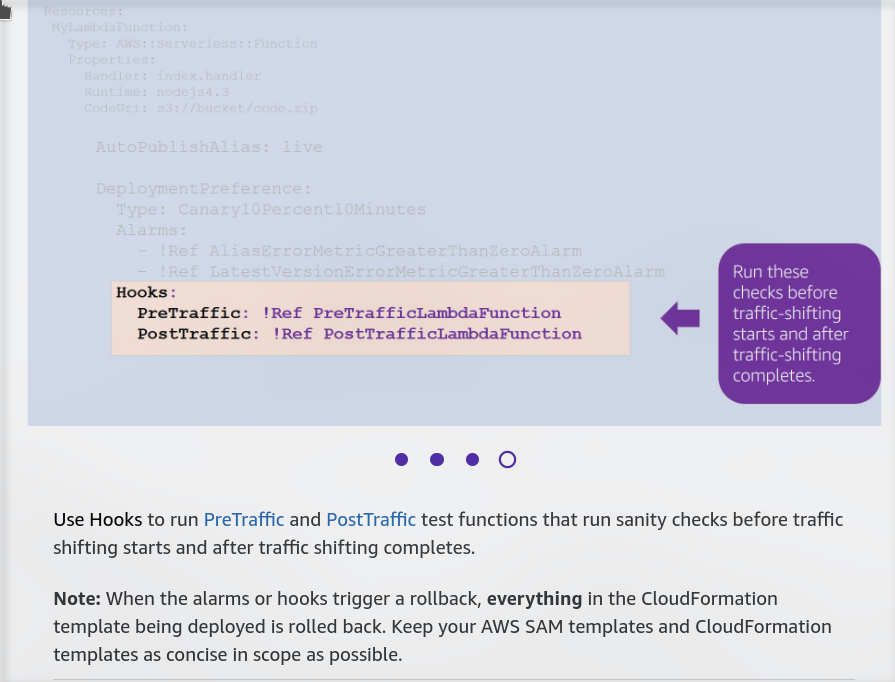 Resources:
MyLambdaFunction:
Type: AWS::Serverless::Function
Properties:
Handler: index.handler
Runtime: nodejs4.3
CodeUri: s3://bucket/code.zip
AutoPublishAlias: live
DeploymentPreference:
Type: Canary10Percent10Minutes
Alarms:
- !Ref AliasErrorMetricGreaterThanZeroAlarm
- !Ref LatestVersionErrorMetricGreaterThanZeroAlarm
Hooks:
PreTraffic: !Ref PreTrafficLambdaFunction
PostTraffic: !Ref PostTrafficLambdaFunction
Run these
checks before
traffic-shifting
starts and after
traffic-shifting
completes.
Use Hooks to run PreTraffic and PostTraffic test functions that run sanity checks before traffic
shifting starts and after traffic shifting completes.
Note: When the alarms or hooks trigger a rollback, everything in the CloudFormation
template being deployed is rolled back. Keep your AWS SAM templates and CloudFormation
templates as concise in scope as possible.